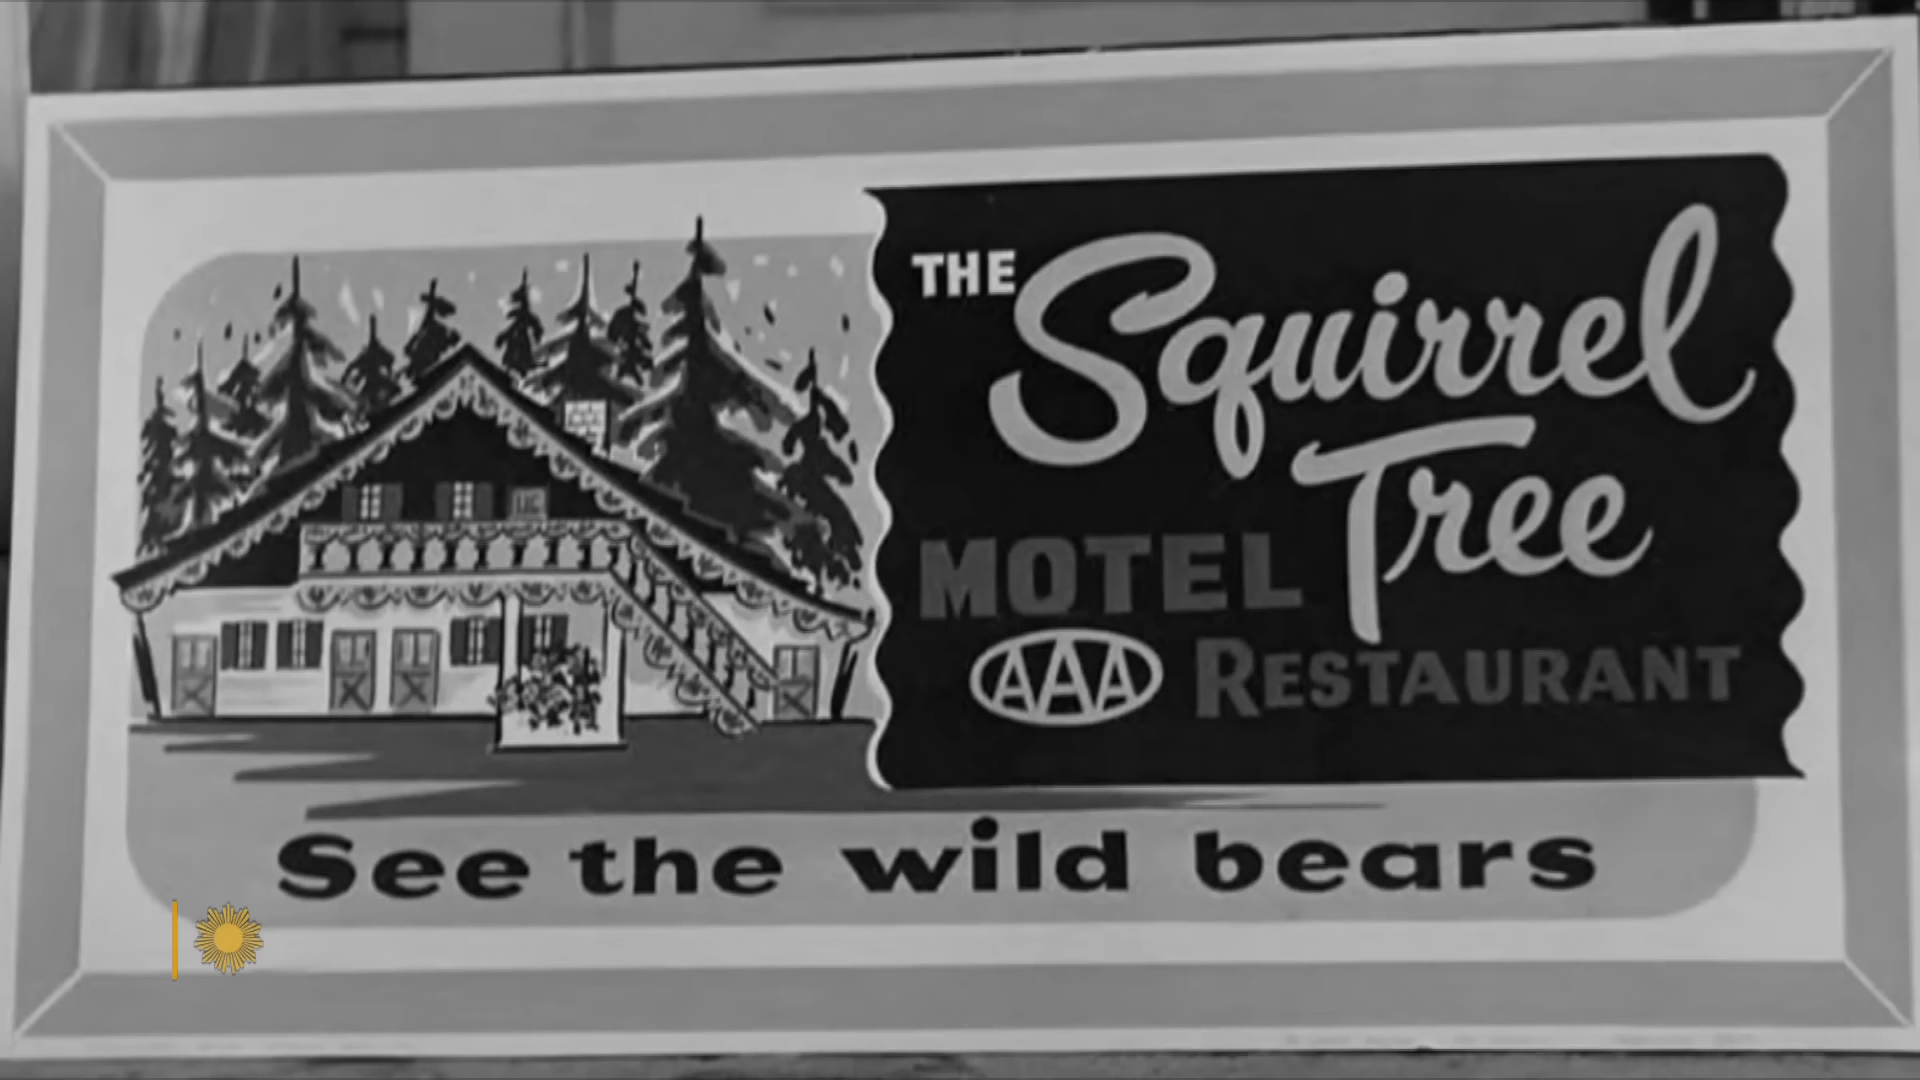 THE Squirrel
Tree
MOTEL
AAA RESTAURANT
See the wild bears